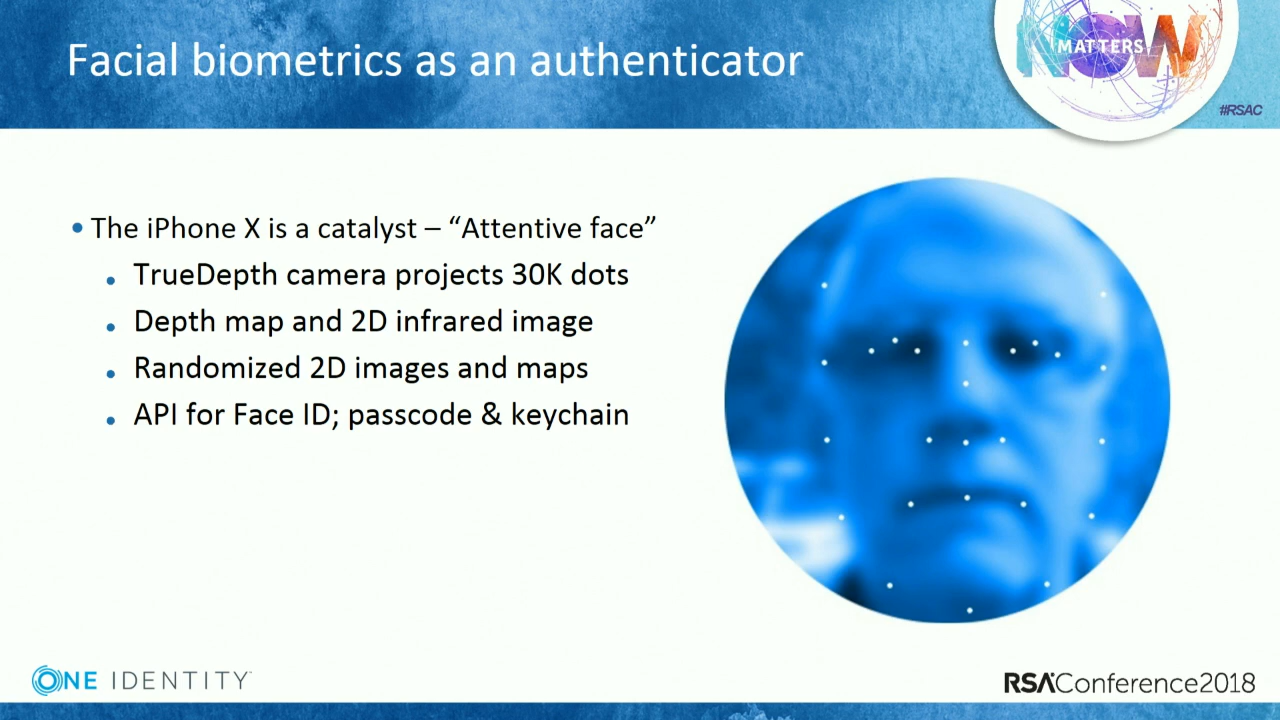 Facial biometrics as an authenticator
NOW
MATTERS
#RSAC
• The iPhone X is a catalyst – “Attentive face”
• TrueDepth camera projects 30K dots
• Depth map and 2D infrared image
• Randomized 2D images and maps
• API for Face ID; passcode & keychain
ONE IDENTITY
RSAConference2018